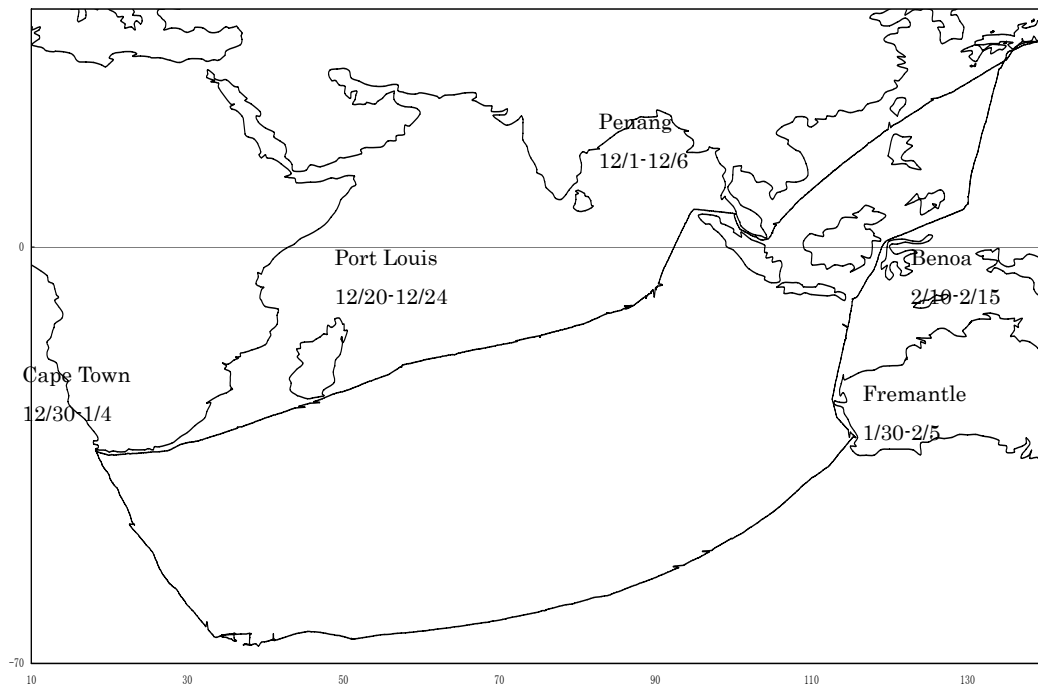 Penang
12/1-12/6
0
Port Louis
12/20-12/24
Benoa
2/10-2/15
Cape Town
12/30-1/4
Fremantle
1/30-2/5
-70
10
30
50
70
90
110
130